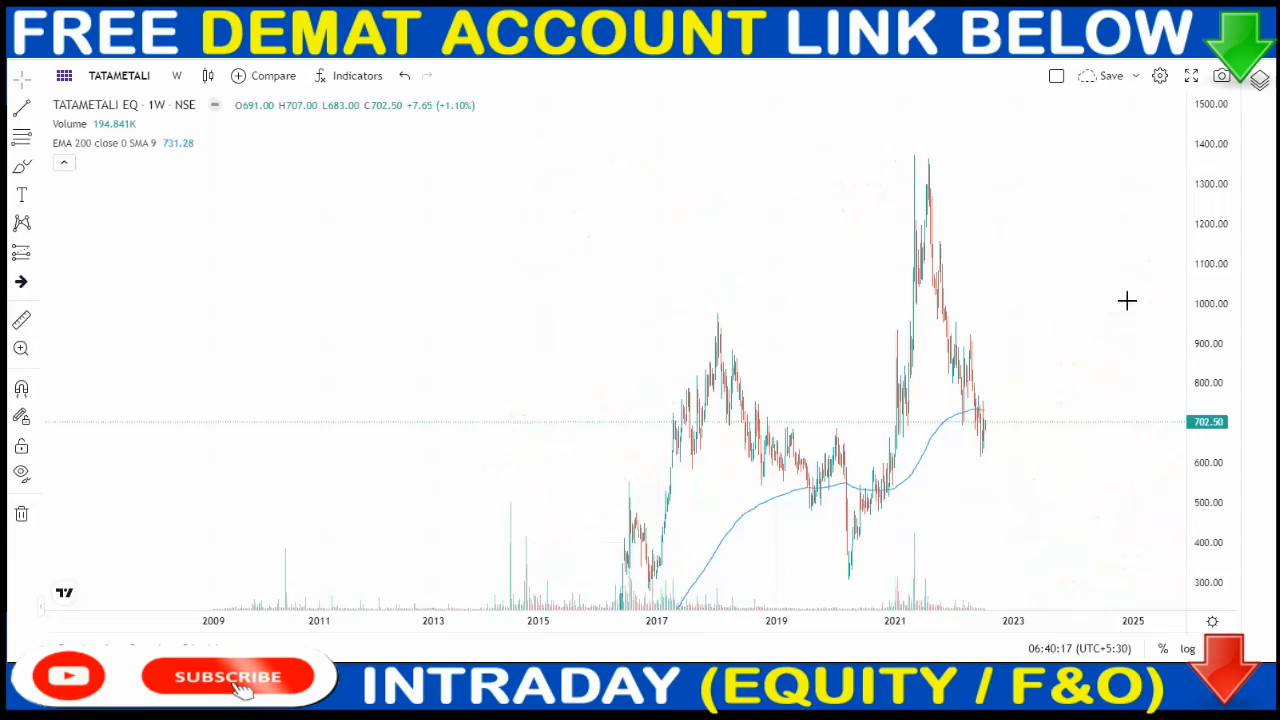 FREE DEMAT ACCOUNT LINK BELOW
TATAMETALI W Compare Indicators Save
TATAMETALI EQ · 1W · NSE O691.00 H707.00 L683.00 C702.50 +7.65 (+1.10%)
Volume 194.841K
EMA 200 close 0 SMA 9 731.28
1500.00
1400.00
1300.00
1200.00
1100.00
1000.00
900.00
800.00
702.50
600.00
500.00
400.00
300.00
2009 2011 2013 2015 2017 2019 2021 2023 2025
06:40:17 (UTC+5:30) % log
SUBSCRIBE
INTRADAY (EQUITY / F&O)